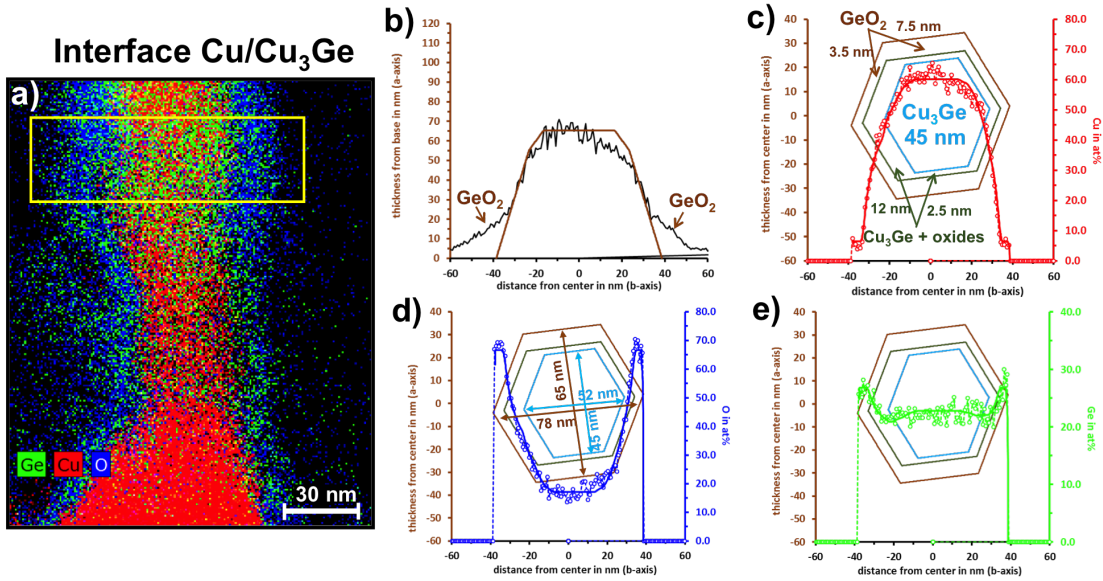 Interface Cu/Cu3Ge
a)
Ge Cu O
30 nm
b)
thickness from base in nm (a-axis)
120
110
100
90
80
70
60
50
40
30
20
10
0
GeO2
GeO2
-60 -40 -20 0 20 40 60
distance fron center in nm (b-axis)
c)
thickness from center in nm (a-axis)
40
30
20
10
0
-10
-20
-30
-40
-50
-60
GeO2 7.5 nm
3.5 nm
Cu3Ge
45 nm
12 nm 2.5 nm
Cu3Ge + oxides
80.0
70.0
60.0
50.0
40.0
30.0
20.0
10.0
0.0
Cu in at%
-60 -40 -20 0 20 40 60
distance from center in nm (b-axis)
d)
thickness from center in nm (a-axis)
40
30
20
10
0
-10
-20
-30
-40
-50
-60
65 nm
52 nm
78 nm
45 nm
80.0
70.0
60.0
50.0
40.0
30.0
20.0
10.0
0.0
O in at%
-60 -40 -20 0 20 40 60
distance from center in nm (b-axis)
e)
thickness from center in nm (a-axis)
40
30
20
10
0
-10
-20
-30
-40
-50
-60
40.0
30.0
20.0
10.0
0.0
Ge in at%
-60 -40 -20 0 20 40 60
distance from center in nm (b-axis)